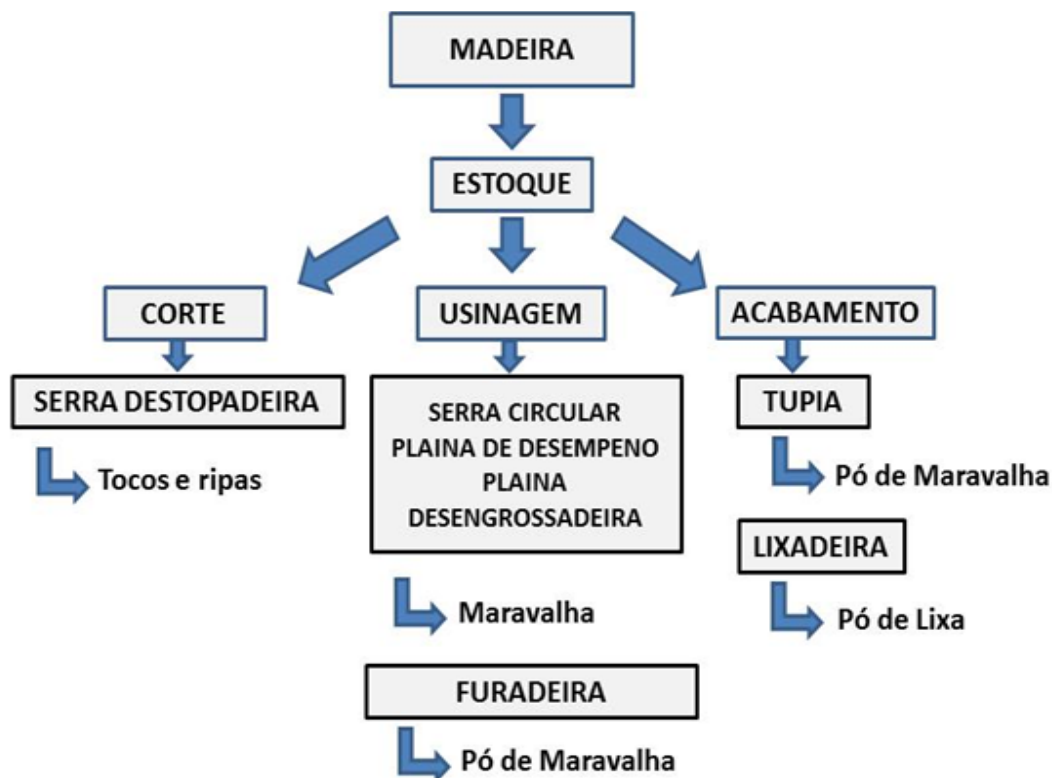 MADEIRA
ESTOQUE
CORTE
USINAGEM
ACABAMENTO
SERRA DESTOPADEIRA
Tocos e ripas
SERRA CIRCULAR
PLAINA DE DESEMPENO
PLAINA
DESENGROSSADEIRA
Maravalha
FURADEIRA
Pó de Maravalha
TUPIA
Pó de Maravalha
LIXADEIRA
Pó de Lixa